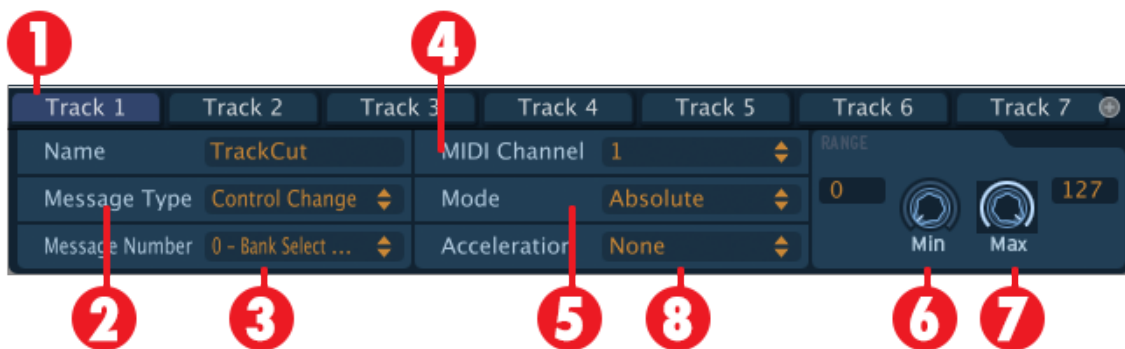 1 4
Track 1 Track 2 Track 3 Track 4 Track 5 Track 6 Track 7
Name TrackCut MIDI Channel 1 RANGE
Message Type Control Change Mode Absolute 0 127
Message Number 0 – Bank Select ... Acceleration None Min Max
2 3 5 8 6 7